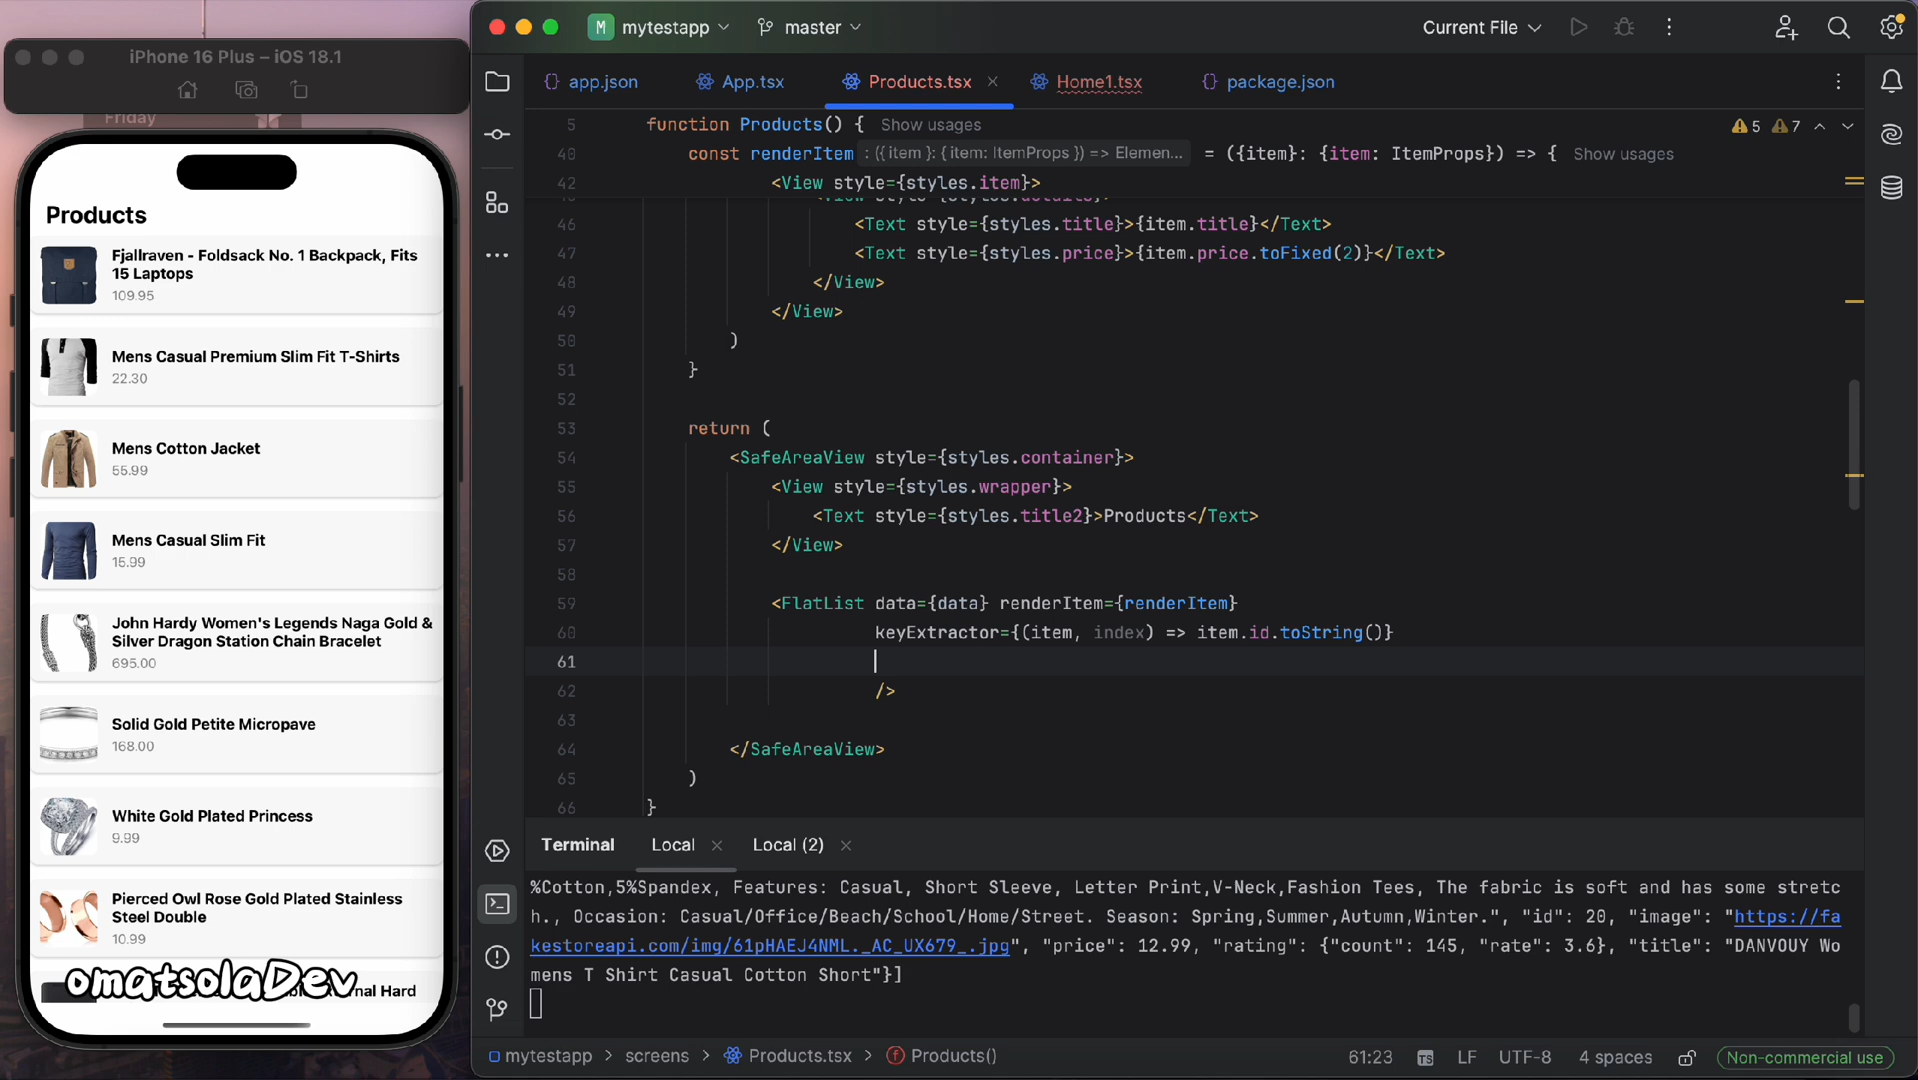 iPhone 16 Plus – iOS 18.1
Friday
Products
Fjallraven - Foldsack No. 1 Backpack, Fits
15 Laptops
109.95
Mens Casual Premium Slim Fit T-Shirts
22.30
Mens Cotton Jacket
55.99
Mens Casual Slim Fit
15.99
John Hardy Women's Legends Naga Gold &
Silver Dragon Station Chain Bracelet
695.00
Solid Gold Petite Micropave
168.00
White Gold Plated Princess
9.99
Pierced Owl Rose Gold Plated Stainless
Steel Double
10.99
Hard
omatsolaDev
M mytestapp master Current File
app.json App.tsx Products.tsx Home1.tsx package.json
5 function Products() { Show usages 5 7
40 const renderItem : ({item }: { item: ItemProps }) => Elemen... = ({item}: {item: ItemProps}) => { Show usages
42 <View style={styles.item}>
46 <Text style={styles.title}>{item.title}</Text>
47 <Text style={styles.price}>{item.price.toFixed(2)}</Text>
48 </View>
49 </View>
50 )
51 }
52
53 return (
54 <SafeAreaView style={styles.container}>
55 <View style={styles.wrapper}>
56 <Text style={styles.title2}>Products</Text>
57 </View>
58
59 <FlatList data={data} renderItem={renderItem}
60 keyExtractor={(item, index) => item.id.toString()}
61
62 />
63
64 </SafeAreaView>
65 )
66 }
Terminal Local Local (2)
%Cotton,5%Spandex, Features: Casual, Short Sleeve, Letter Print,V-Neck,Fashion Tees, The fabric is soft and has some stretc
h., Occasion: Casual/Office/Beach/School/Home/Street. Season: Spring,Summer,Autumn,Winter.", "id": 20, "image": "https://fa
kestoreapi.com/img/61pHAEJ4NML._AC_UX679_.jpg", "price": 12.99, "rating": {"count": 145, "rate": 3.6}, "title": "DANVOUY Wo
mens T Shirt Casual Cotton Short"}]
mytestapp > screens > Products.tsx > Products() 61:23 TS LF UTF-8 4 spaces Non-commercial use